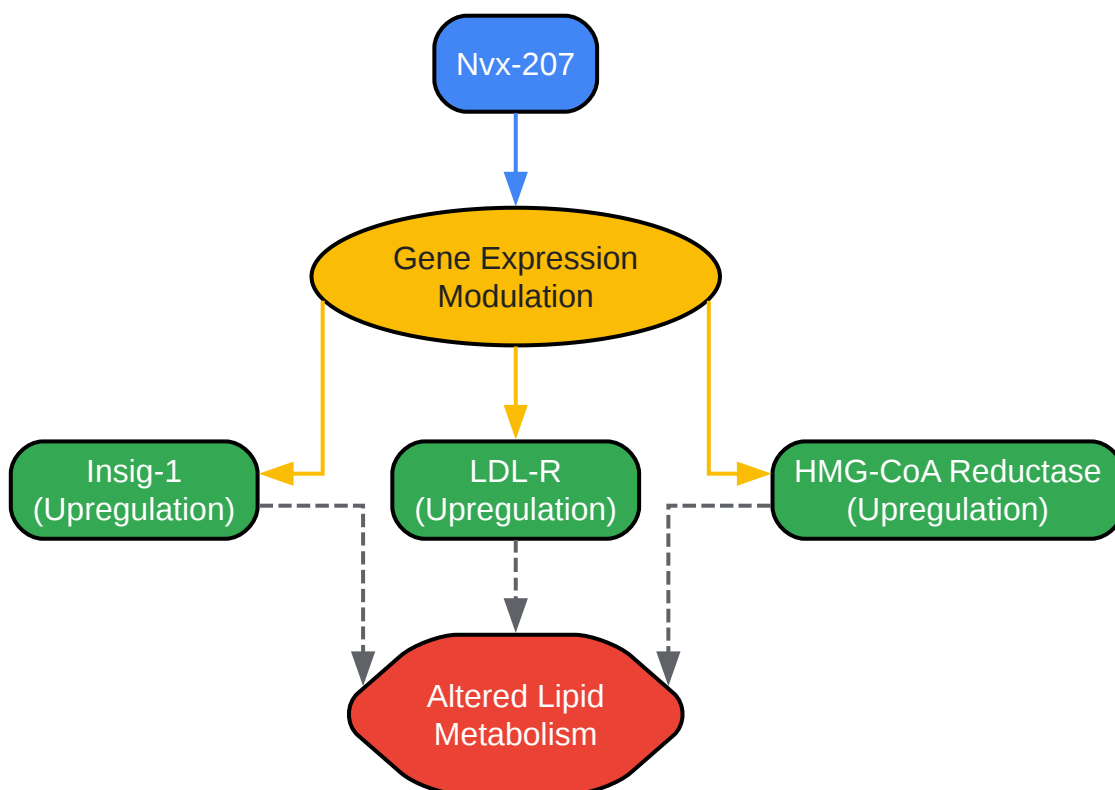 Nvx-207
Gene Expression
Modulation
Insig-1
(Upregulation)
LDL-R
(Upregulation)
HMG-CoA Reductase
(Upregulation)
Altered Lipid
Metabolism